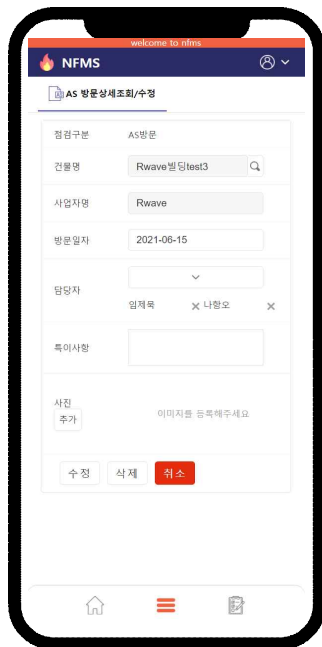 welcome to nfms
NFMS
AS 방문상세조회/수정
점검구분 AS방문
건물명 Rwave빌딩test3
사업자명 Rwave
방문일자 2021-06-15
담당자
임제묵 × 나항오 ×
특이사항
사진
추가
이미지를 등록해주세요
수정 삭제 취소